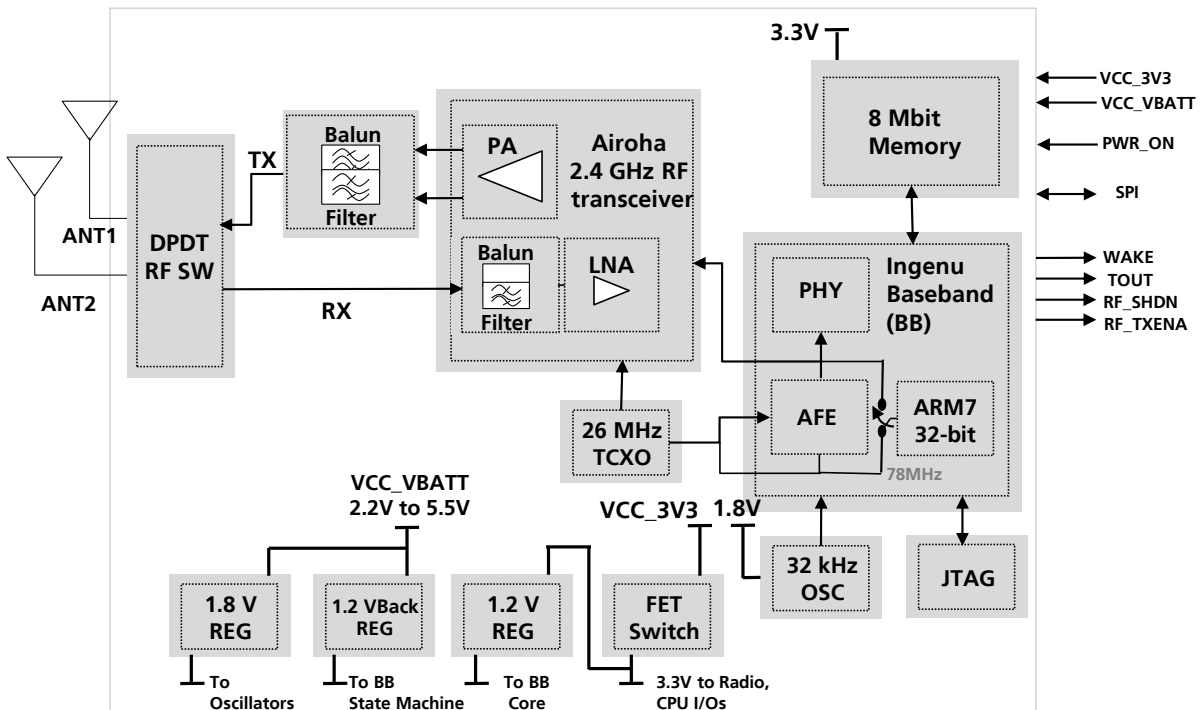 3.3V
8 Mbit
Memory
VCC_3V3
VCC_VBATT
PWR_ON
SPI
WAKE
TOUT
RF_SHDN
RF_TXENA
ANT1
ANT2
DPDT
RF SW
TX
RX
Balun
Filter
PA
Airoha
2.4 GHz RF
transceiver
Balun
Filter
LNA
PHY
Ingenu
Baseband
(BB)
AFE
ARM7
32-bit
78MHz
26 MHz
TCXO
VCC_VBATT
2.2V to 5.5V
VCC_3V3
1.8V
32 kHz
OSC
JTAG
1.8 V
REG
1.2 VBack
REG
1.2 V
REG
FET
Switch
To
Oscillators
To BB
State Machine
To BB
Core
3.3V to Radio,
CPU I/Os